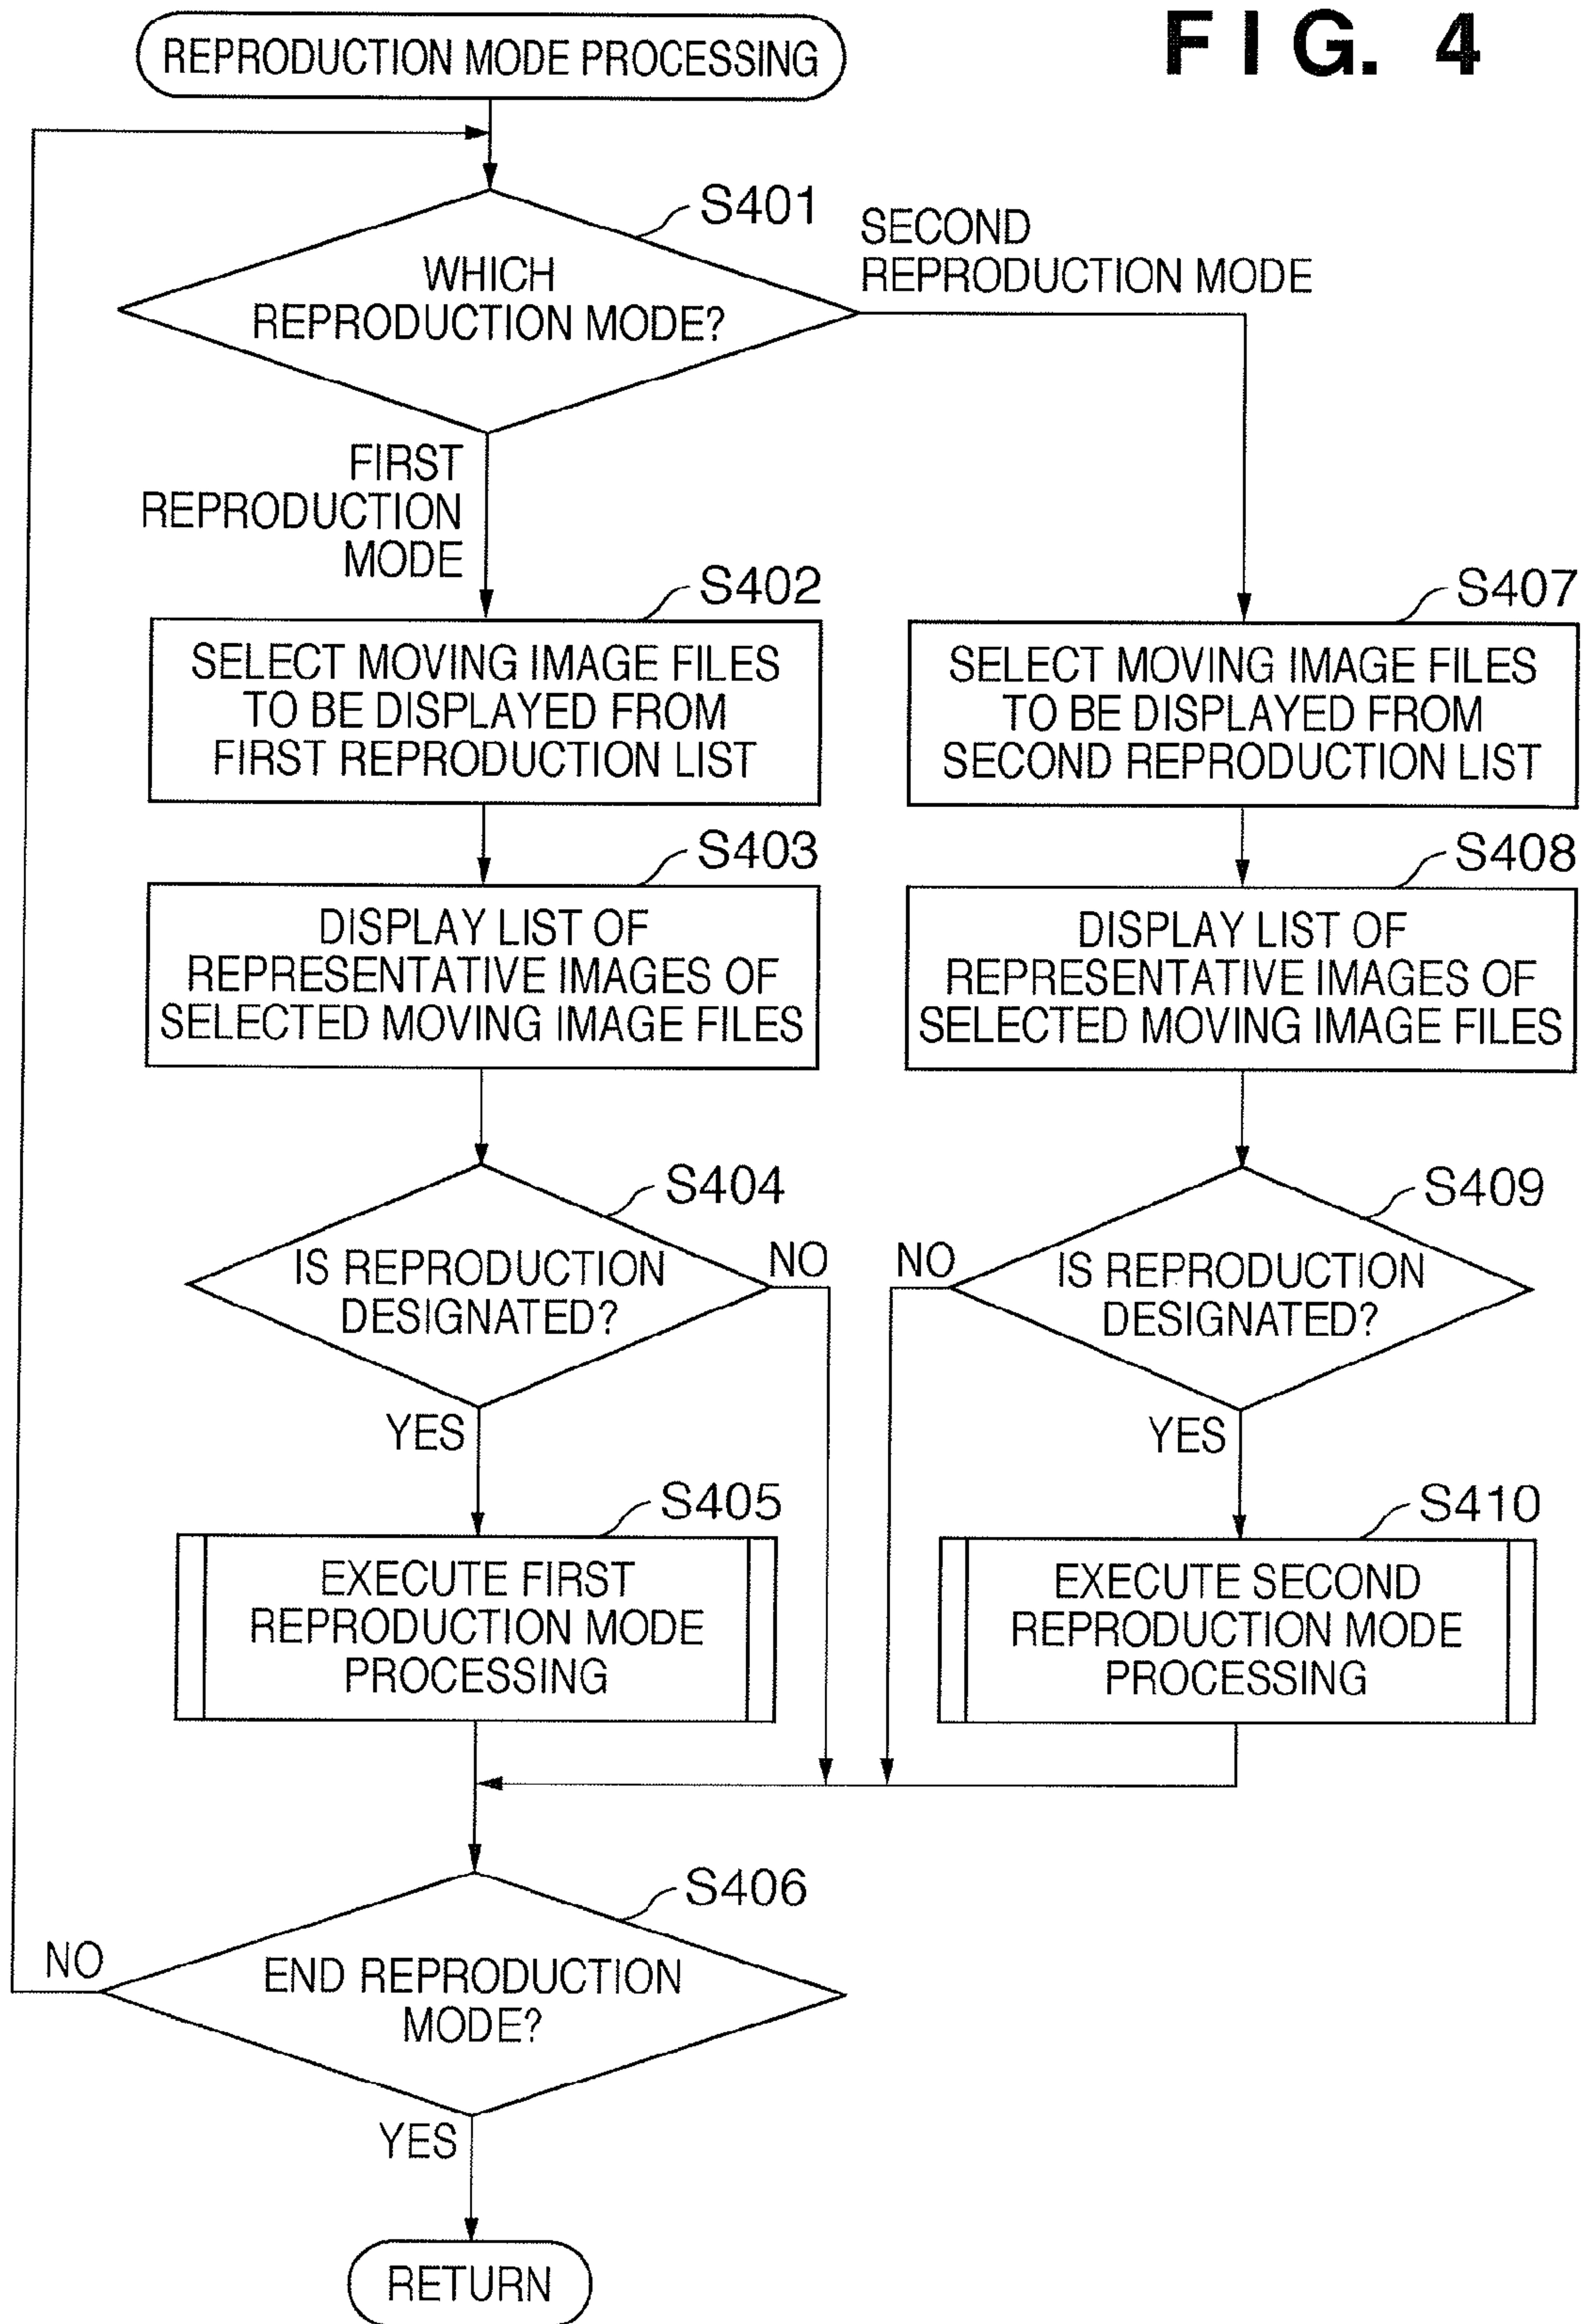 FIG. 4
REPRODUCTION MODE PROCESSING
S401
WHICH
REPRODUCTION MODE?
SECOND
REPRODUCTION MODE
FIRST
REPRODUCTION
MODE
S402
SELECT MOVING IMAGE FILES
TO BE DISPLAYED FROM
FIRST REPRODUCTION LIST
S403
DISPLAY LIST OF
REPRESENTATIVE IMAGES OF
SELECTED MOVING IMAGE FILES
S404
IS REPRODUCTION
DESIGNATED?
NO
YES
S405
EXECUTE FIRST
REPRODUCTION MODE
PROCESSING
S407
SELECT MOVING IMAGE FILES
TO BE DISPLAYED FROM
SECOND REPRODUCTION LIST
S408
DISPLAY LIST OF
REPRESENTATIVE IMAGES OF
SELECTED MOVING IMAGE FILES
S409
NO
IS REPRODUCTION
DESIGNATED?
YES
S410
EXECUTE SECOND
REPRODUCTION MODE
PROCESSING
S406
NO
END REPRODUCTION
MODE?
YES
RETURN